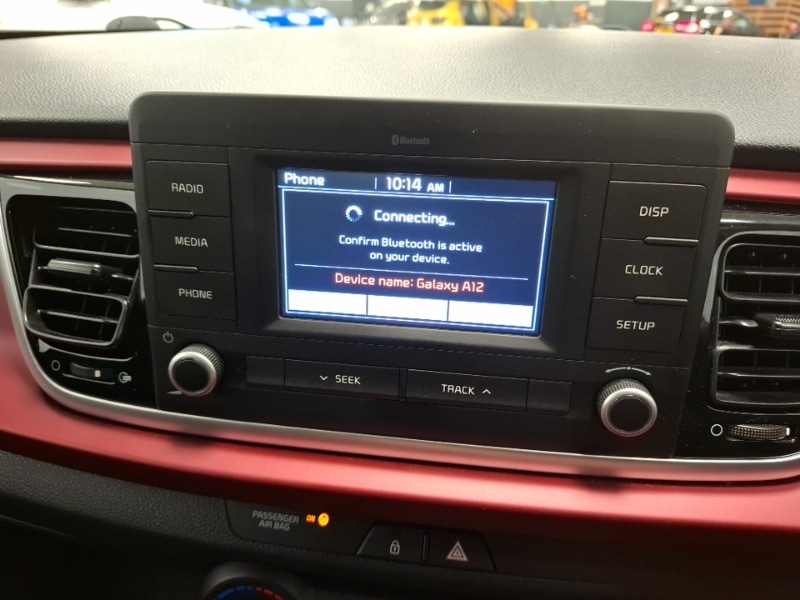 Bluetooth
RADIO
MEDIA
PHONE
Phone 10:14 AM
Connecting...
Confirm Bluetooth is active
on your device.
Device name: Galaxy A12
DISP
CLOCK
SETUP
SEEK
TRACK
PASSENGER
AIR BAG
ON